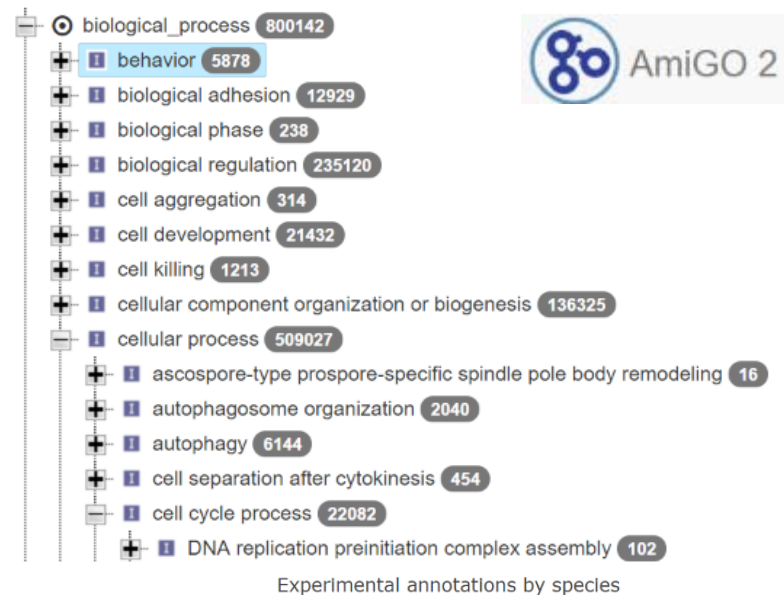 biological_process 800142
AmiGO 2
behavior 5878
biological adhesion 12929
biological phase 238
biological regulation 235120
cell aggregation 314
cell development 21432
cell killing 1213
cellular component organization or biogenesis 136325
cellular process 509027
ascospore-type prospore-specific spindle pole body remodeling 16
autophagosome organization 2040
autophagy 6144
cell separation after cytokinesis 454
cell cycle process 22082
DNA replication preinitiation complex assembly 102
Experimental annotations by species